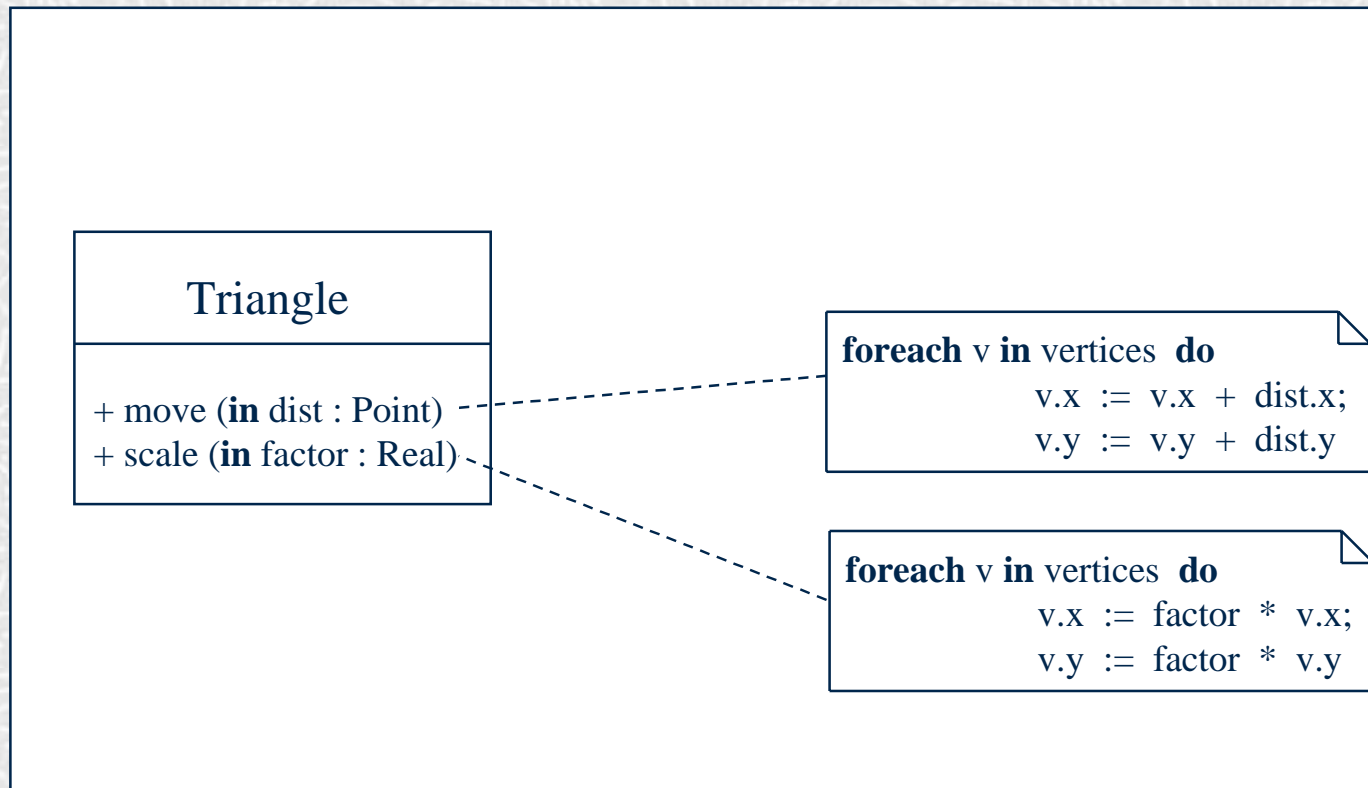 Triangle
+ move (in dist : Point)
+ scale (in factor : Real)
foreach v in vertices do
v.x := v.x + dist.x;
v.y := v.y + dist.y
foreach v in vertices do
v.x := factor * v.x;
v.y := factor * v.y